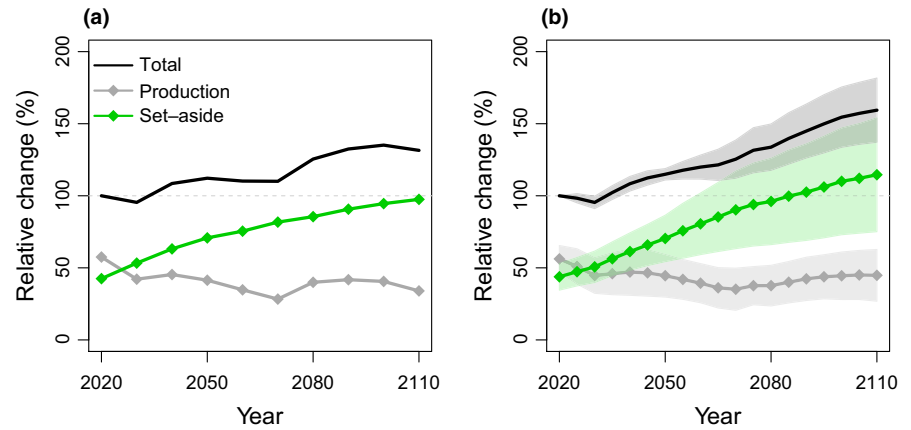 (a)
(b)
Total
Production
Set–aside
Relative change (%)
0
50
100
150
200
2020
2050
2080
2110
Year
Relative change (%)
0
50
100
150
200
2020
2050
2080
2110
Year